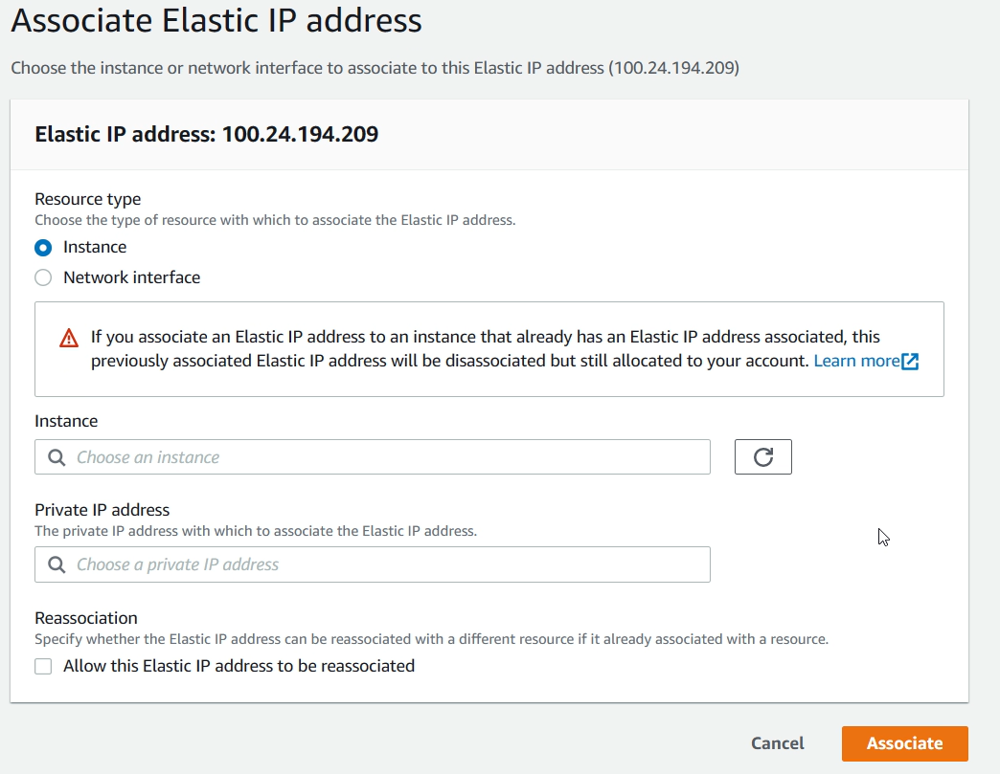 Associate Elastic IP address
Choose the instance or network interface to associate to this Elastic IP address (100.24.194.209)
Elastic IP address: 100.24.194.209
Resource type
Choose the type of resource with which to associate the Elastic IP address.
Instance
Network interface
If you associate an Elastic IP address to an instance that already has an Elastic IP address associated, this
previously associated Elastic IP address will be disassociated but still allocated to your account. Learn more
Instance
Choose an instance
Private IP address
The private IP address with which to associate the Elastic IP address.
Choose a private IP address
Reassociation
Specify whether the Elastic IP address can be reassociated with a different resource if it already associated with a resource.
Allow this Elastic IP address to be reassociated
Cancel
Associate